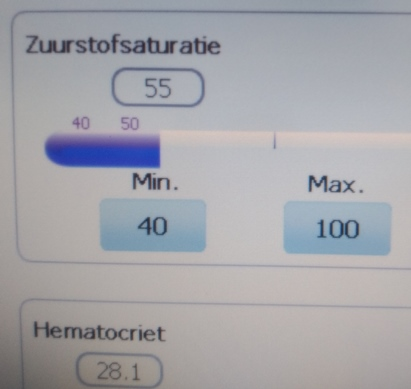 Zuurstofsaturatie
55
40 50
Min. Max.
40 100
Hematocriet
28.1